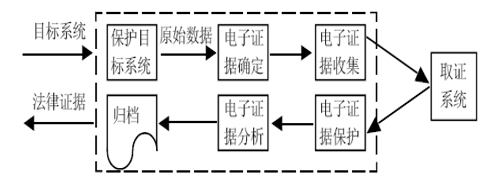 目标系统
保护目
标系统
原始数据
电子证
据确定
电子证
据收集
取证
系统
法律证据
归档
电子证
据分析
电子证
据保护